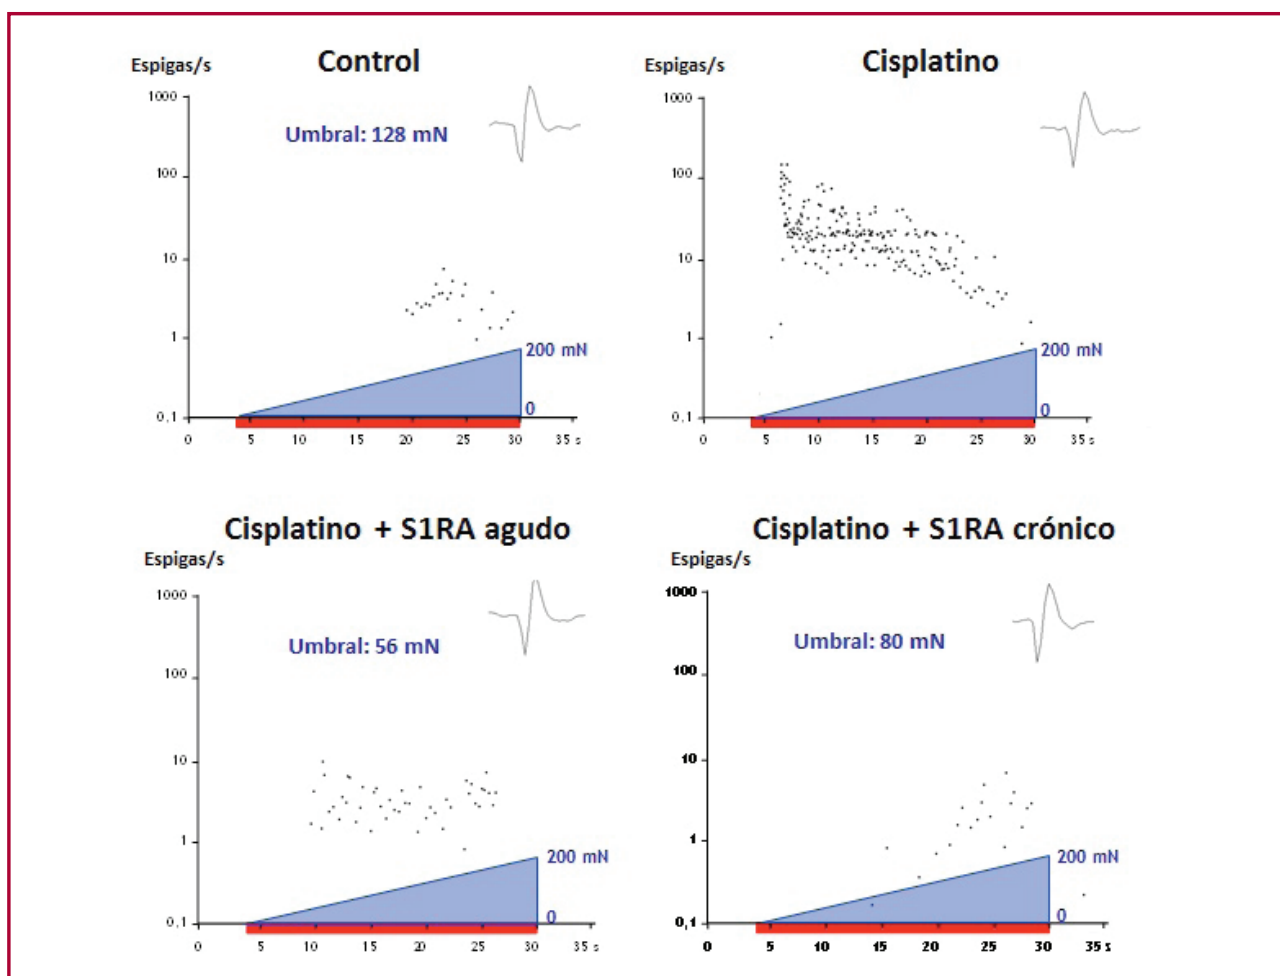 Control
Espigas/s
Umbral: 128 mN
1000
100
10
1
0,1
200 mN
0
0 5 10 15 20 25 30 35 s
Cisplatino
Espigas/s
1000
100
10
1
0,1
200 mN
0
0 5 10 15 20 25 30 35 s
Cisplatino + S1RA agudo
Espigas/s
Umbral: 56 mN
1000
100
10
1
0,1
200 mN
0
0 5 10 15 20 25 30 35 s
Cisplatino + S1RA crónico
Espigas/s
Umbral: 80 mN
1000
100
10
1
0,1
200 mN
0
0 5 10 15 20 25 30 35 s